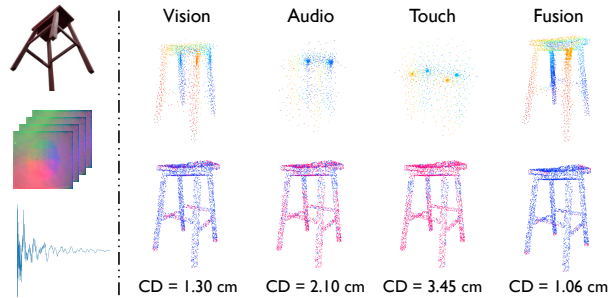 Vision Audio Touch Fusion
CD = 1.30 cm CD = 2.10 cm CD = 3.45 cm CD = 1.06 cm